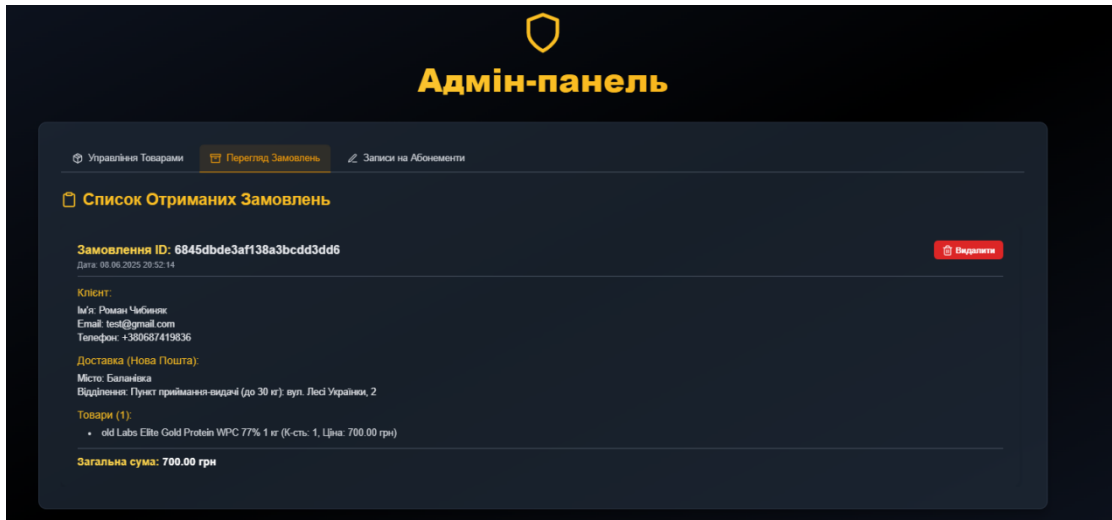 Адмін-панель
Управління Товарами Перегляд Замовлень Записи на Абонементи
Список Отриманих Замовлень
Замовлення ID: 6845dbde3af138a3bcdd3dd6 Видалити
Дата: 08.06.2025 20:52:14
Клієнт:
Ім'я: Роман Чибиняк
Email: test@gmail.com
Телефон: +380687419836
Доставка (Нова Пошта):
Місто: Баланівка
Відділення: Пункт приймання-видачі (до 30 кг): вул. Лесі Українки, 2
Товари (1):
• old Labs Elite Gold Protein WPC 77% 1 кг (К-сть: 1, Ціна: 700.00 грн)
Загальна сума: 700.00 грн